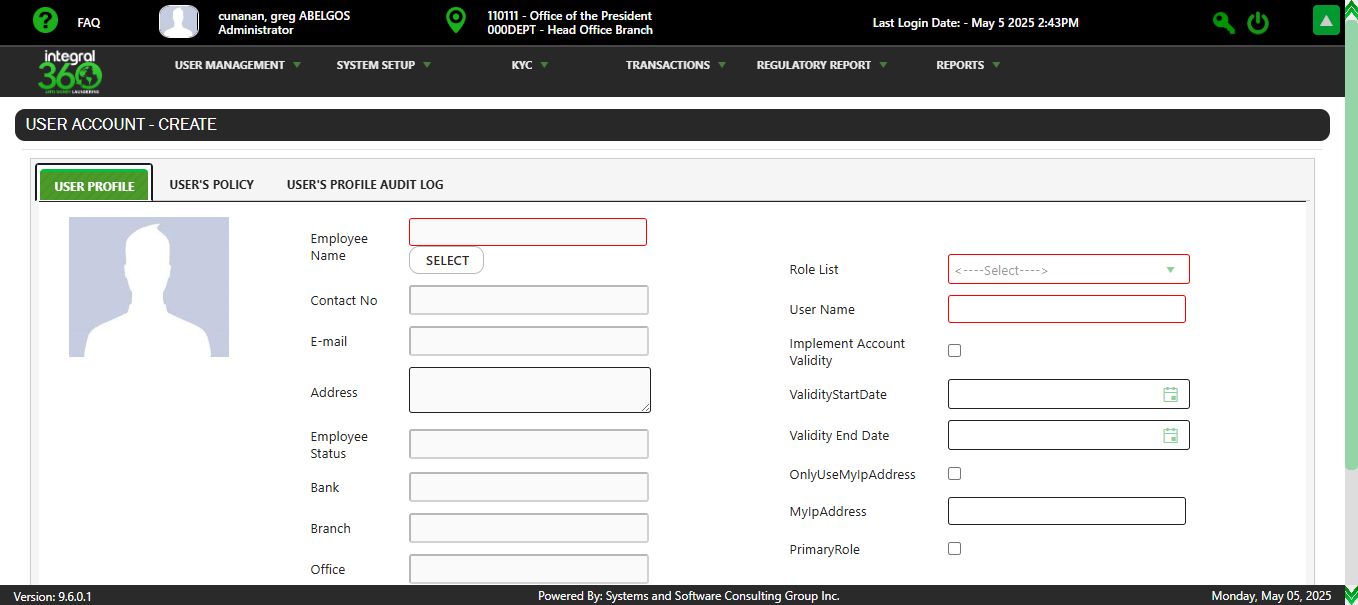 ?
FAQ
cunanan, greg ABELGOS
Administrator
110111 - Office of the President
000DEPT - Head Office Branch
Last Login Date: - May 5 2025 2:43PM
integral
360
USER MANAGEMENT
SYSTEM SETUP
KYC
TRANSACTIONS
REGULATORY REPORT
REPORTS
USER ACCOUNT - CREATE
USER PROFILE
USER'S POLICY
USER'S PROFILE AUDIT LOG
Employee
Name
SELECT
Contact No
E-mail
Address
Employee
Status
Bank
Branch
Office
Role List
<----Select---->
User Name
Implement Account
Validity
ValidityStartDate
Validity End Date
OnlyUseMyIpAddress
MyIpAddress
PrimaryRole
Version: 9.6.0.1
Powered By: Systems and Software Consulting Group Inc.
Monday, May 05, 2025